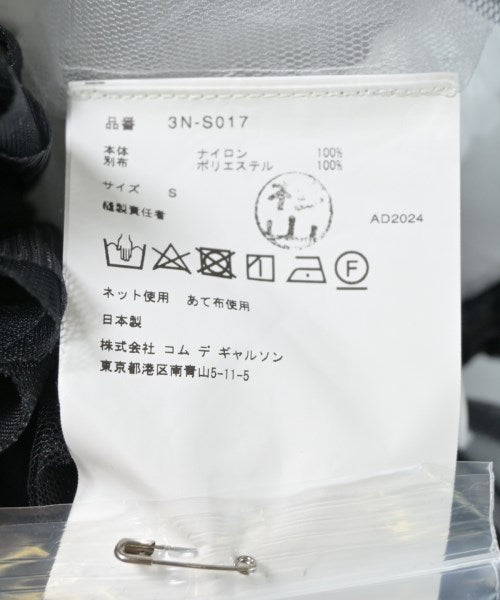 品番 3N-S017
本体 ナイロン 100%
別布 ポリエステル 100%
サイズ S
縫製責任者
AD2024
F
ネット使用 あて布使用
日本製
株式会社 コム デ ギャルソン
東京都港区南青山5-11-5